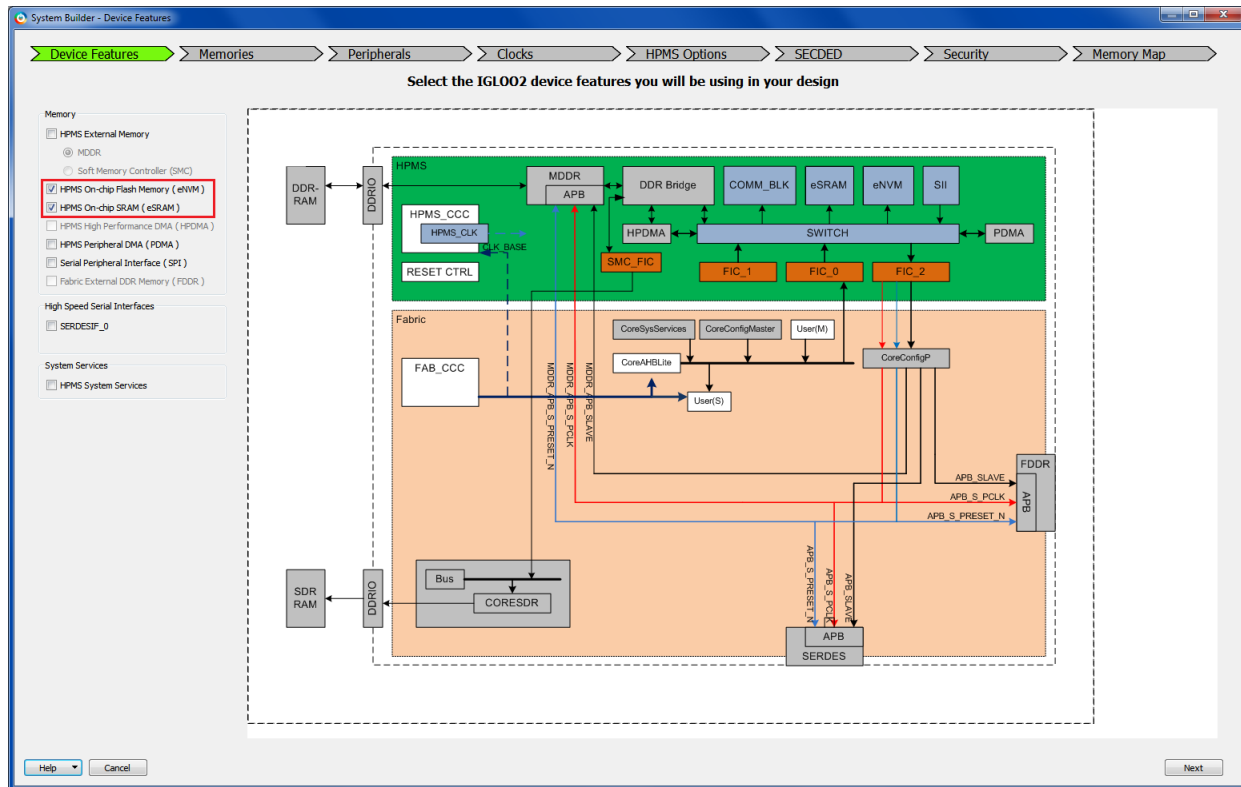 System Builder - Device Features
Device Features
Memories
Peripherals
Clocks
HPMS Options
SECDED
Security
Memory Map
Select the IGLOO2 device features you will be using in your design
Memory
HPMS External Memory
MDDR
Soft Memory Controller (SMC)
HPMS On-chip Flash Memory ( eNVM )
HPMS On-chip SRAM ( eSRAM )
HPMS High Performance DMA ( HPDMA )
HPMS Peripheral DMA ( PDMA )
Serial Peripheral Interface ( SPI )
Fabric External DDR Memory ( FDDR )
High Speed Serial Interfaces
SERDESIF_0
System Services
HPMS System Services
HPMS
DDR-
RAM
DDRIO
MDDR
APB
DDR Bridge
COMM_BLK
eSRAM
eNVM
SII
HPMS_CCC
HPMS_CLK
CLK_BASE
HPDMA
SWITCH
PDMA
RESET CTRL
SMC_FIC
FIC_1
FIC_0
FIC_2
Fabric
CoreSysServices
CoreConfigMaster
User(M)
FAB_CCC
CoreAHBLite
CoreConfigP
User(S)
MDDR_APB_S_PRESET_N
MDDR_APB_S_PCLK
MDDR_APB_SLAVE
FDDR
APB
APB_SLAVE
APB_S_PCLK
APB_S_PRESET_N
SDR
RAM
DDRIO
Bus
CORESDR
APB_S_PRESET_N
APB_S_PCLK
APB_SLAVE
APB
SERDES
Help
Cancel
Next